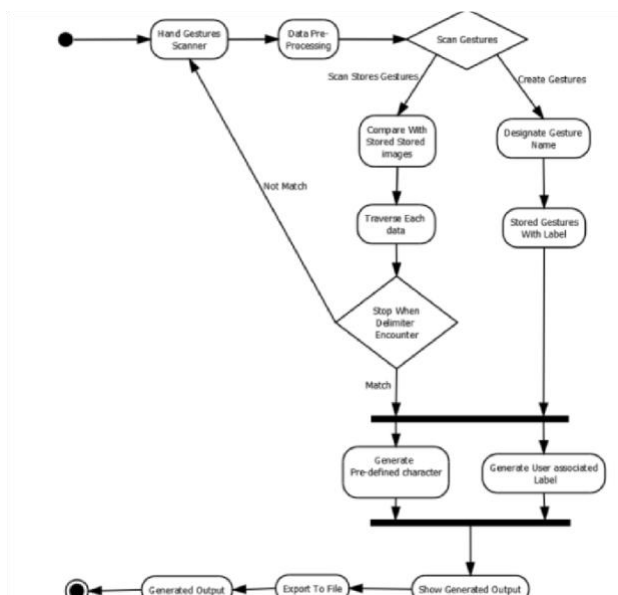 Hand Gestures
Scanner
Data Pre-
Processing
Scan Gestures
Scan Stores Gestures
Create Gestures
Compare With
Stored Stored
images
Designate Gesture
Name
Not Match
Traverse Each
data
Stored Gestures
With Label
Stop When
Delimiter
Encounter
Match
Generate
Pre-defined character
Generate User associated
Label
Generated Output
Export To File
Show Generated Output